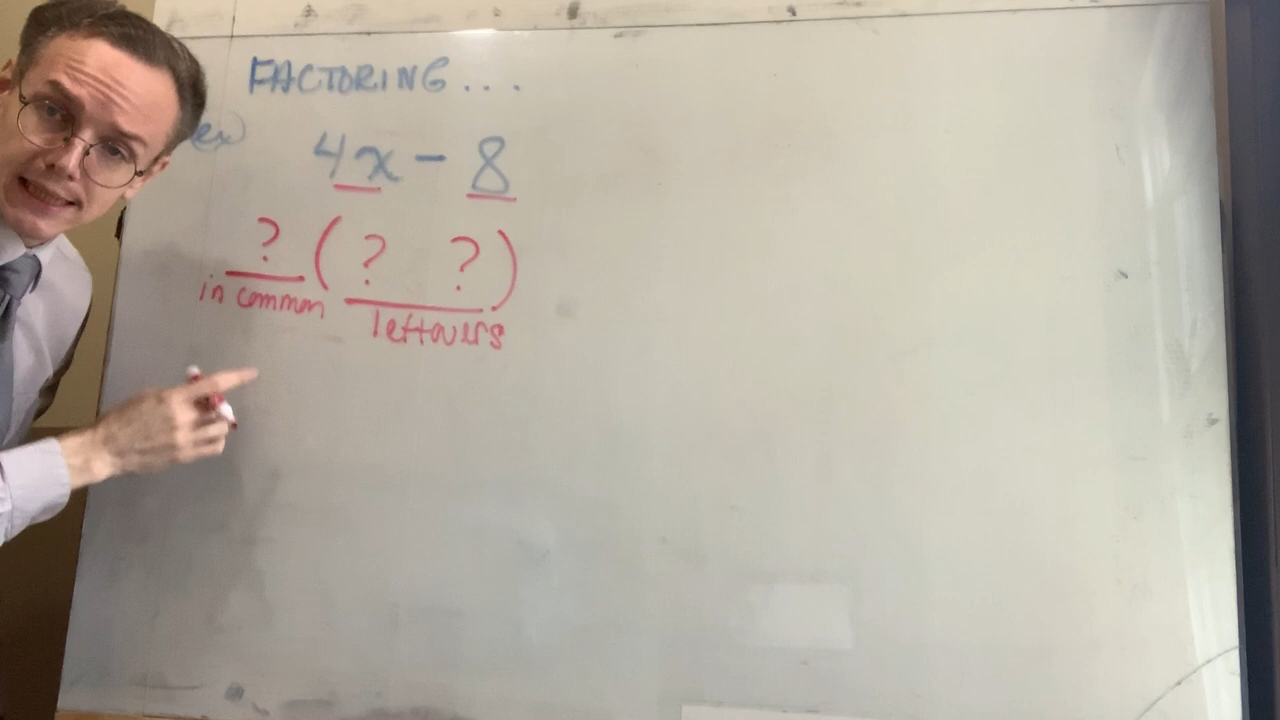 FACTORING...
ex
4x - 8
? ( ? ? )
in common leftovers